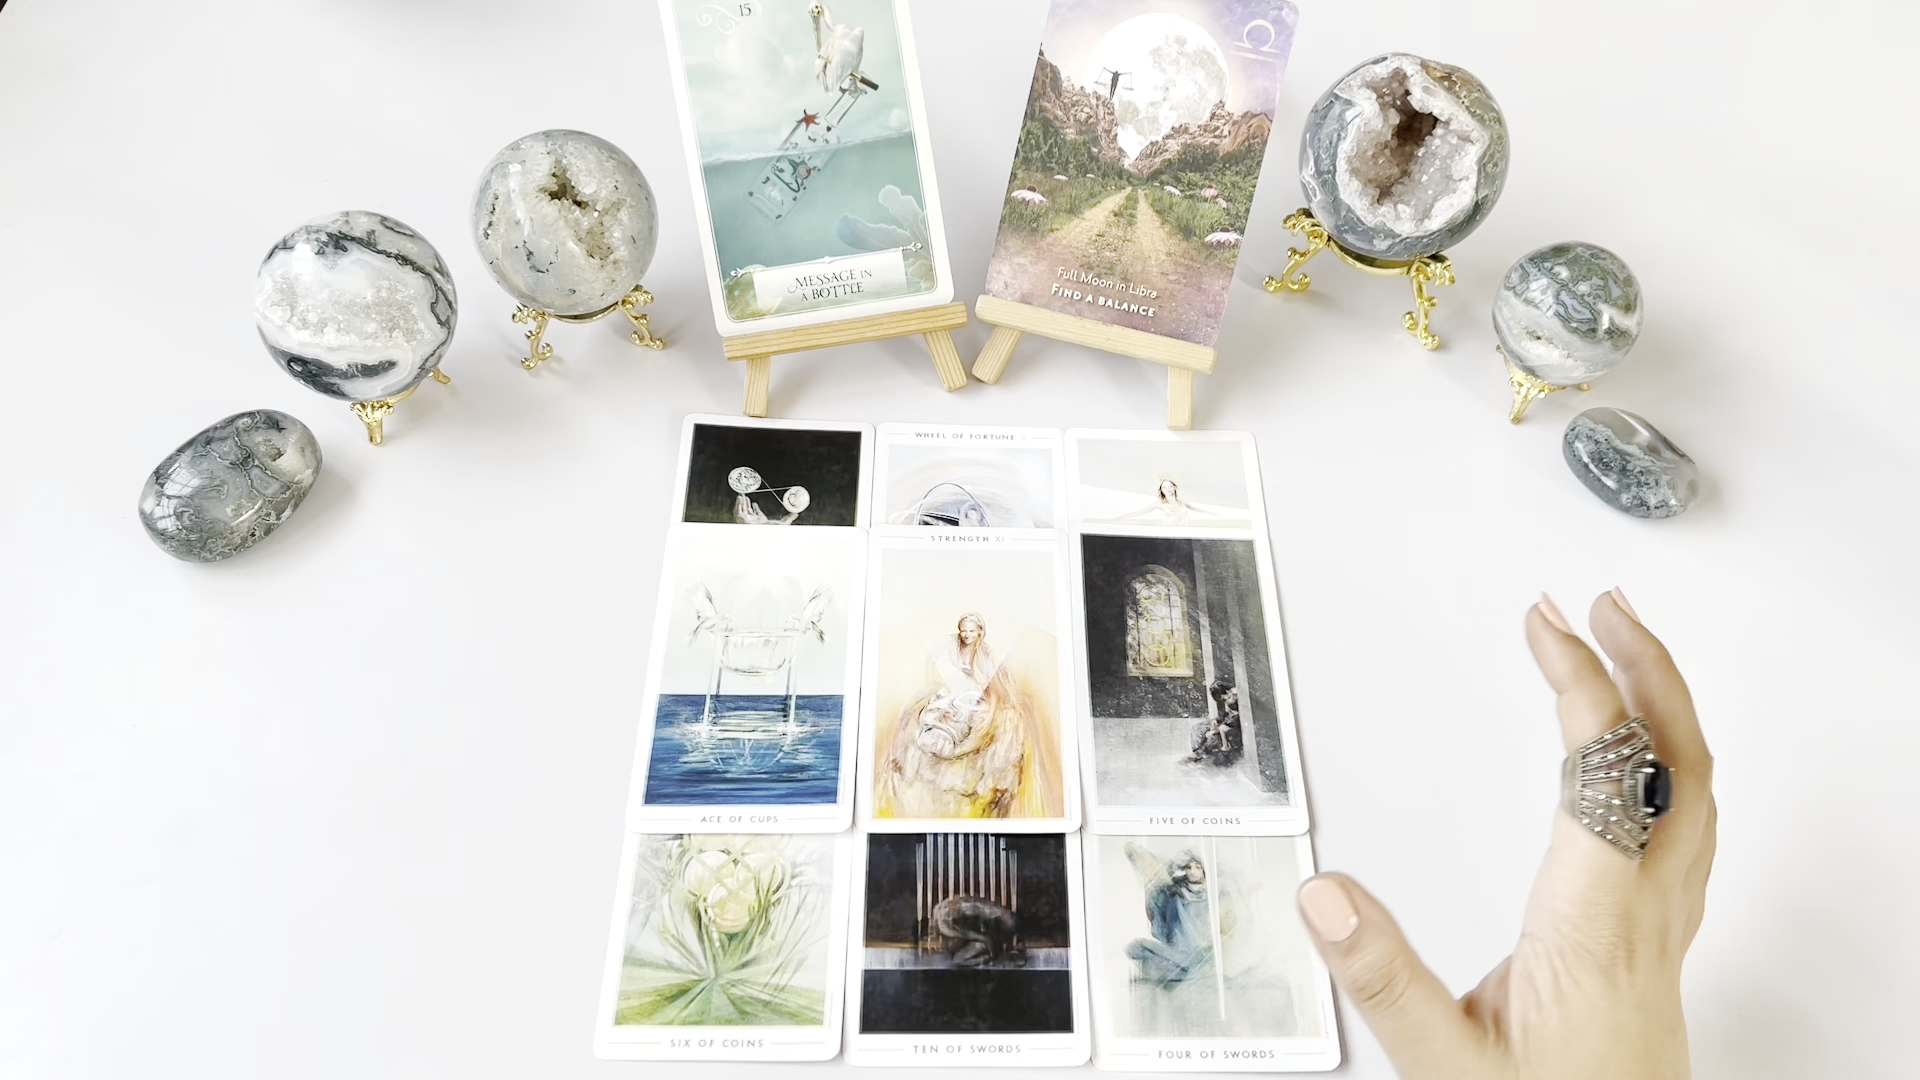 15
MESSAGE IN
A BOTTLE
Full Moon in Libra
FIND A BALANCE
WHEEL OF FORTUNE X
STRENGTH XI
ACE OF CUPS
FIVE OF COINS
SIX OF COINS
TEN OF SWORDS
FOUR OF SWORDS